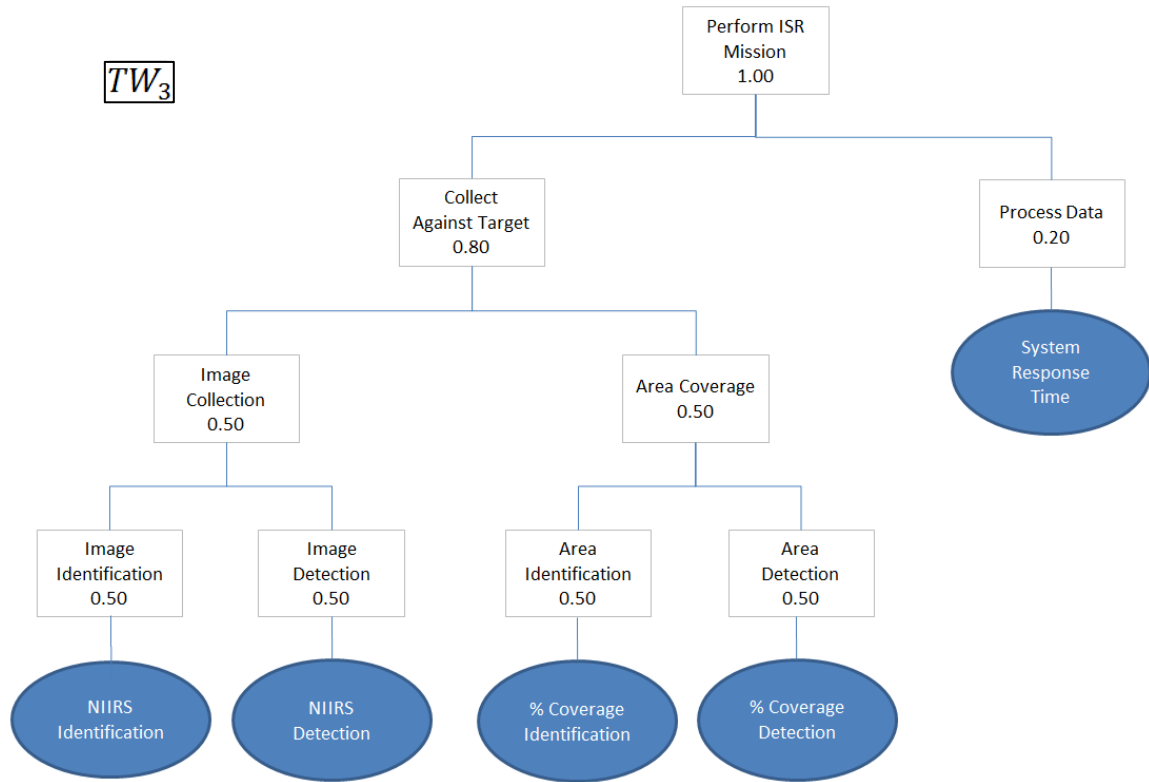 Perform ISR
Mission
1.00
TW₃
Collect
Against Target
0.80
Process Data
0.20
System
Response
Time
Image
Collection
0.50
Area Coverage
0.50
Image
Identification
0.50
Image
Detection
0.50
Area
Identification
0.50
Area
Detection
0.50
NIIRS
Identification
NIIRS
Detection
% Coverage
Identification
% Coverage
Detection